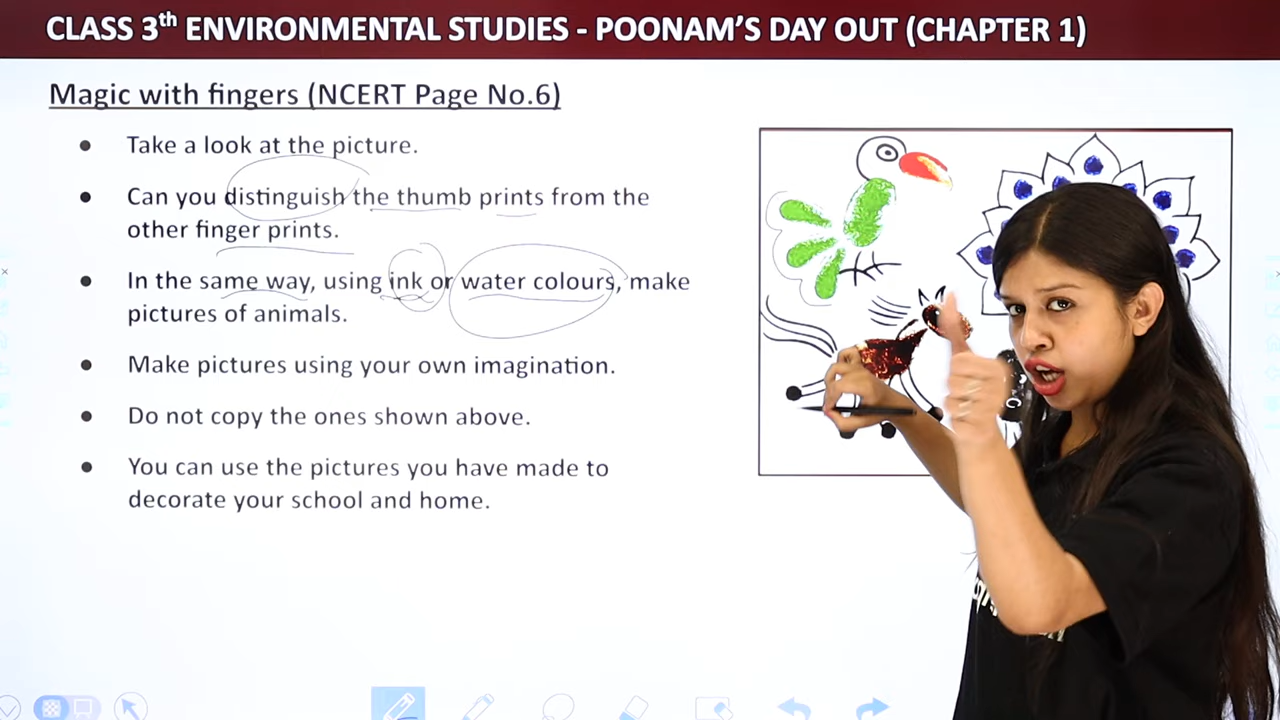 CLASS 3th ENVIRONMENTAL STUDIES - POONAM'S DAY OUT (CHAPTER 1)
Magic with fingers (NCERT Page No.6)
● Take a look at the picture.
● Can you distinguish the thumb prints from the
other finger prints.
● In the same way, using ink or water colours, make
pictures of animals.
● Make pictures using your own imagination.
● Do not copy the ones shown above.
● You can use the pictures you have made to
decorate your school and home.